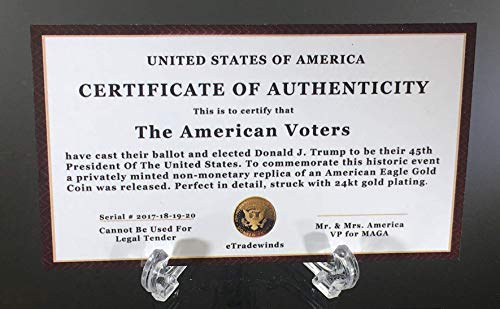 UNITED STATES OF AMERICA
CERTIFICATE OF AUTHENTICITY
This is to certify that
The American Voters
have cast their ballot and elected Donald J. Trump to be their 45th
President Of The United States. To commemorate this historic event
a privately minted non-monetary replica of an American Eagle Gold
Coin was released. Perfect in detail, struck with 24kt gold plating.
Serial # 2017-18-19-20
Cannot Be Used For
Legal Tender
eTradewinds
Mr. & Mrs. America
VP for MAGA